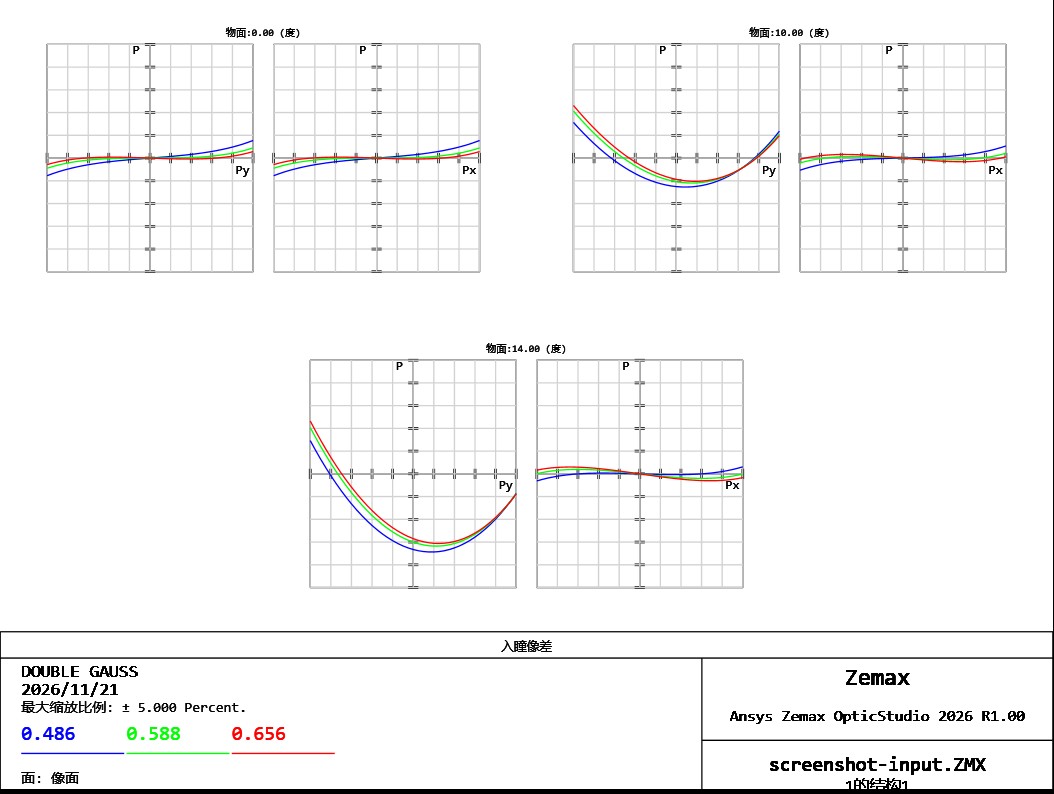 物面:0.00 (度)
P
Py
P
Px
物面:10.00 (度)
P
Py
P
Px
物面:14.00 (度)
P
Py
P
Px
入瞳像差
DOUBLE GAUSS
2026/11/21
最大缩放比例: ± 5.000 Percent.
0.486 0.588 0.656
面: 像面
Zemax
Ansys Zemax OpticStudio 2026 R1.00
screenshot-input.ZMX
1的结构1